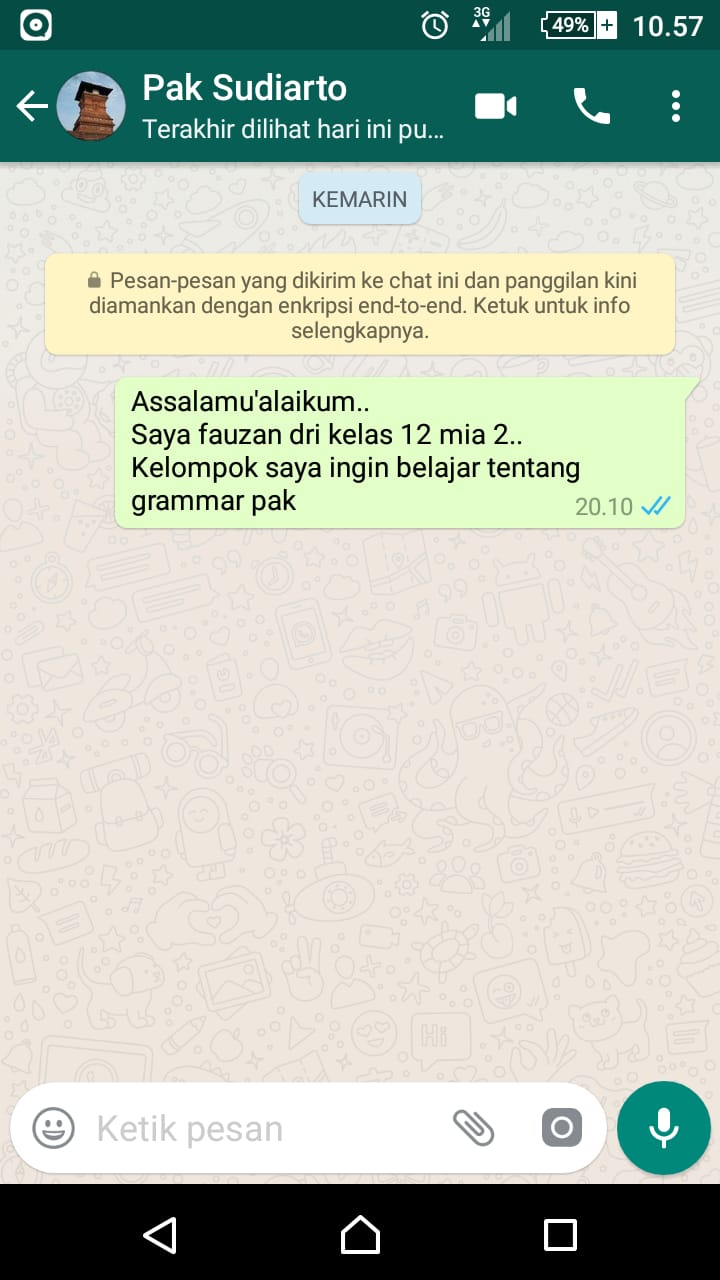 3G
49%
10.57
Pak Sudiarto
Terakhir dilihat hari ini pu...
KEMARIN
Pesan-pesan yang dikirim ke chat ini dan panggilan kini
diamankan dengan enkripsi end-to-end. Ketuk untuk info
selengkapnya.
Assalamu'alaikum..
Saya fauzan dri kelas 12 mia 2..
Kelompok saya ingin belajar tentang
grammar pak
20.10
Hi
Ketik pesan